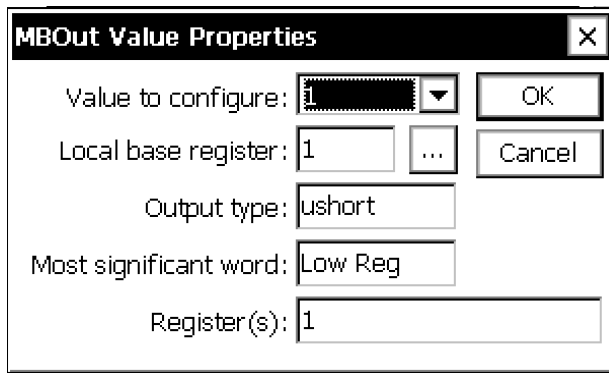 MBOut Value Properties
Value to configure: 1 OK
Local base register: 1 ... Cancel
Output type: ushort
Most significant word: Low Reg
Register(s): 1